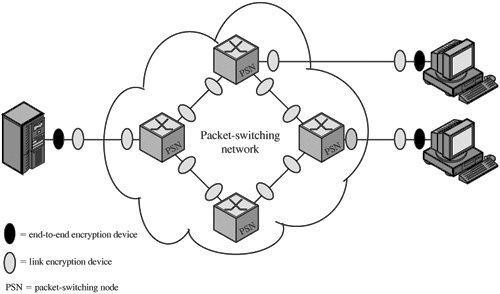 PSN
PSN
Packet-switching
network
PSN
PSN
= end-to-end encryption device
= link encryption device
PSN = packet-switching node